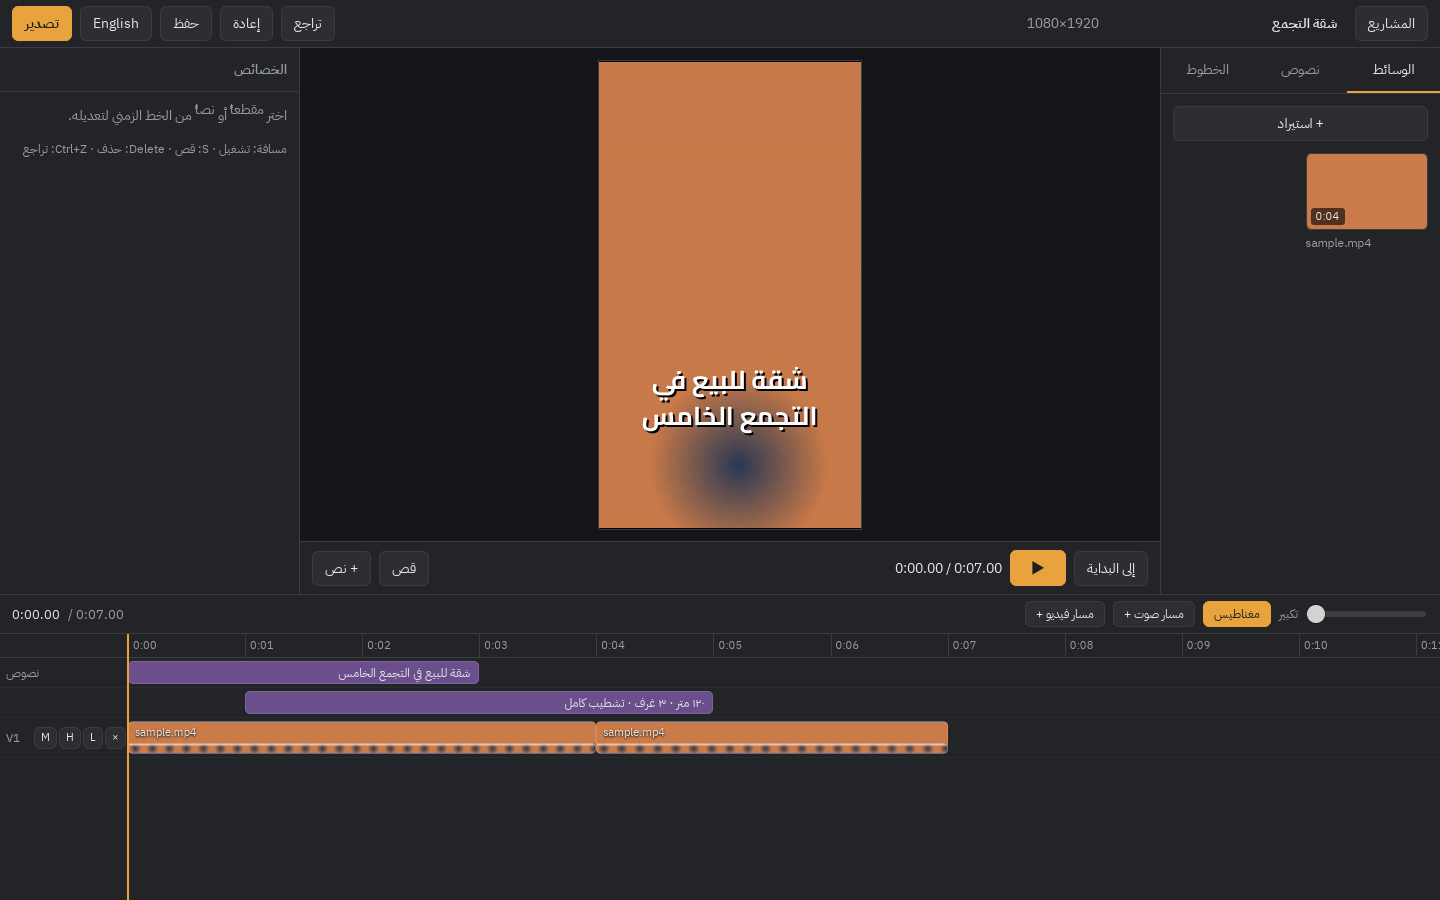 المشاريع
شقة التجمع
1080×1920
تراجع
إعادة
حفظ
English
تصدير
الوسائط
نصوص
الخطوط
+ استيراد
0:04
sample.mp4
شقة للبيع في
التجمع الخامس
الخصائص
اختر مقطعاً أو نصاً من الخط الزمني لتعديله.
مسافة: تشغيل · S: قص · Delete: حذف · Ctrl+Z: تراجع
إلى البداية
0:00.00 / 0:07.00
قص
+ نص
تكبير
مغناطيس
مسار صوت +
مسار فيديو +
0:00.00 / 0:07.00
0:00 0:01 0:02 0:03 0:04 0:05 0:06 0:07 0:08 0:09 0:10
نصوص
شقة للبيع في التجمع الخامس
١٢٠ متر · ٣ غرف · تشطيب كامل
V1 M H L ×
sample.mp4
sample.mp4